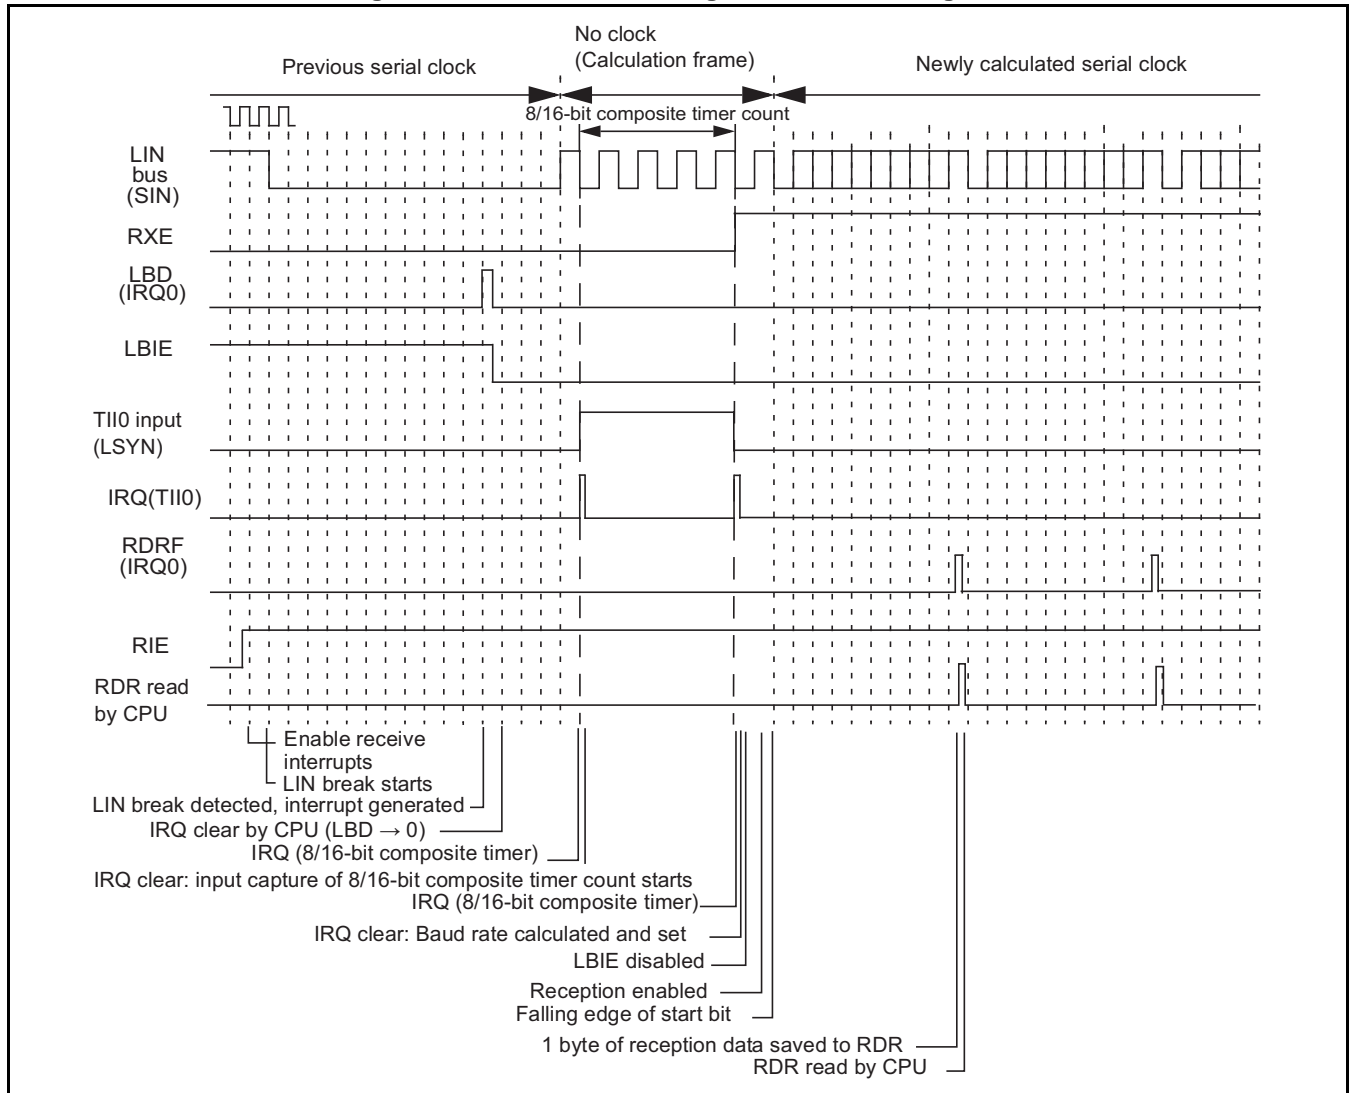 No clock
(Calculation frame)
Previous serial clock
Newly calculated serial clock
8/16-bit composite timer count
LIN
bus
(SIN)
RXE
LBD
(IRQ0)
LBIE
TII0 input
(LSYN)
IRQ(TII0)
RDRF
(IRQ0)
RIE
RDR read
by CPU
Enable receive
interrupts
LIN break starts
LIN break detected, interrupt generated
IRQ clear by CPU (LBD → 0)
IRQ (8/16-bit composite timer)
IRQ clear: input capture of 8/16-bit composite timer count starts
IRQ (8/16-bit composite timer)
IRQ clear: Baud rate calculated and set
LBIE disabled
Reception enabled
Falling edge of start bit
1 byte of reception data saved to RDR
RDR read by CPU